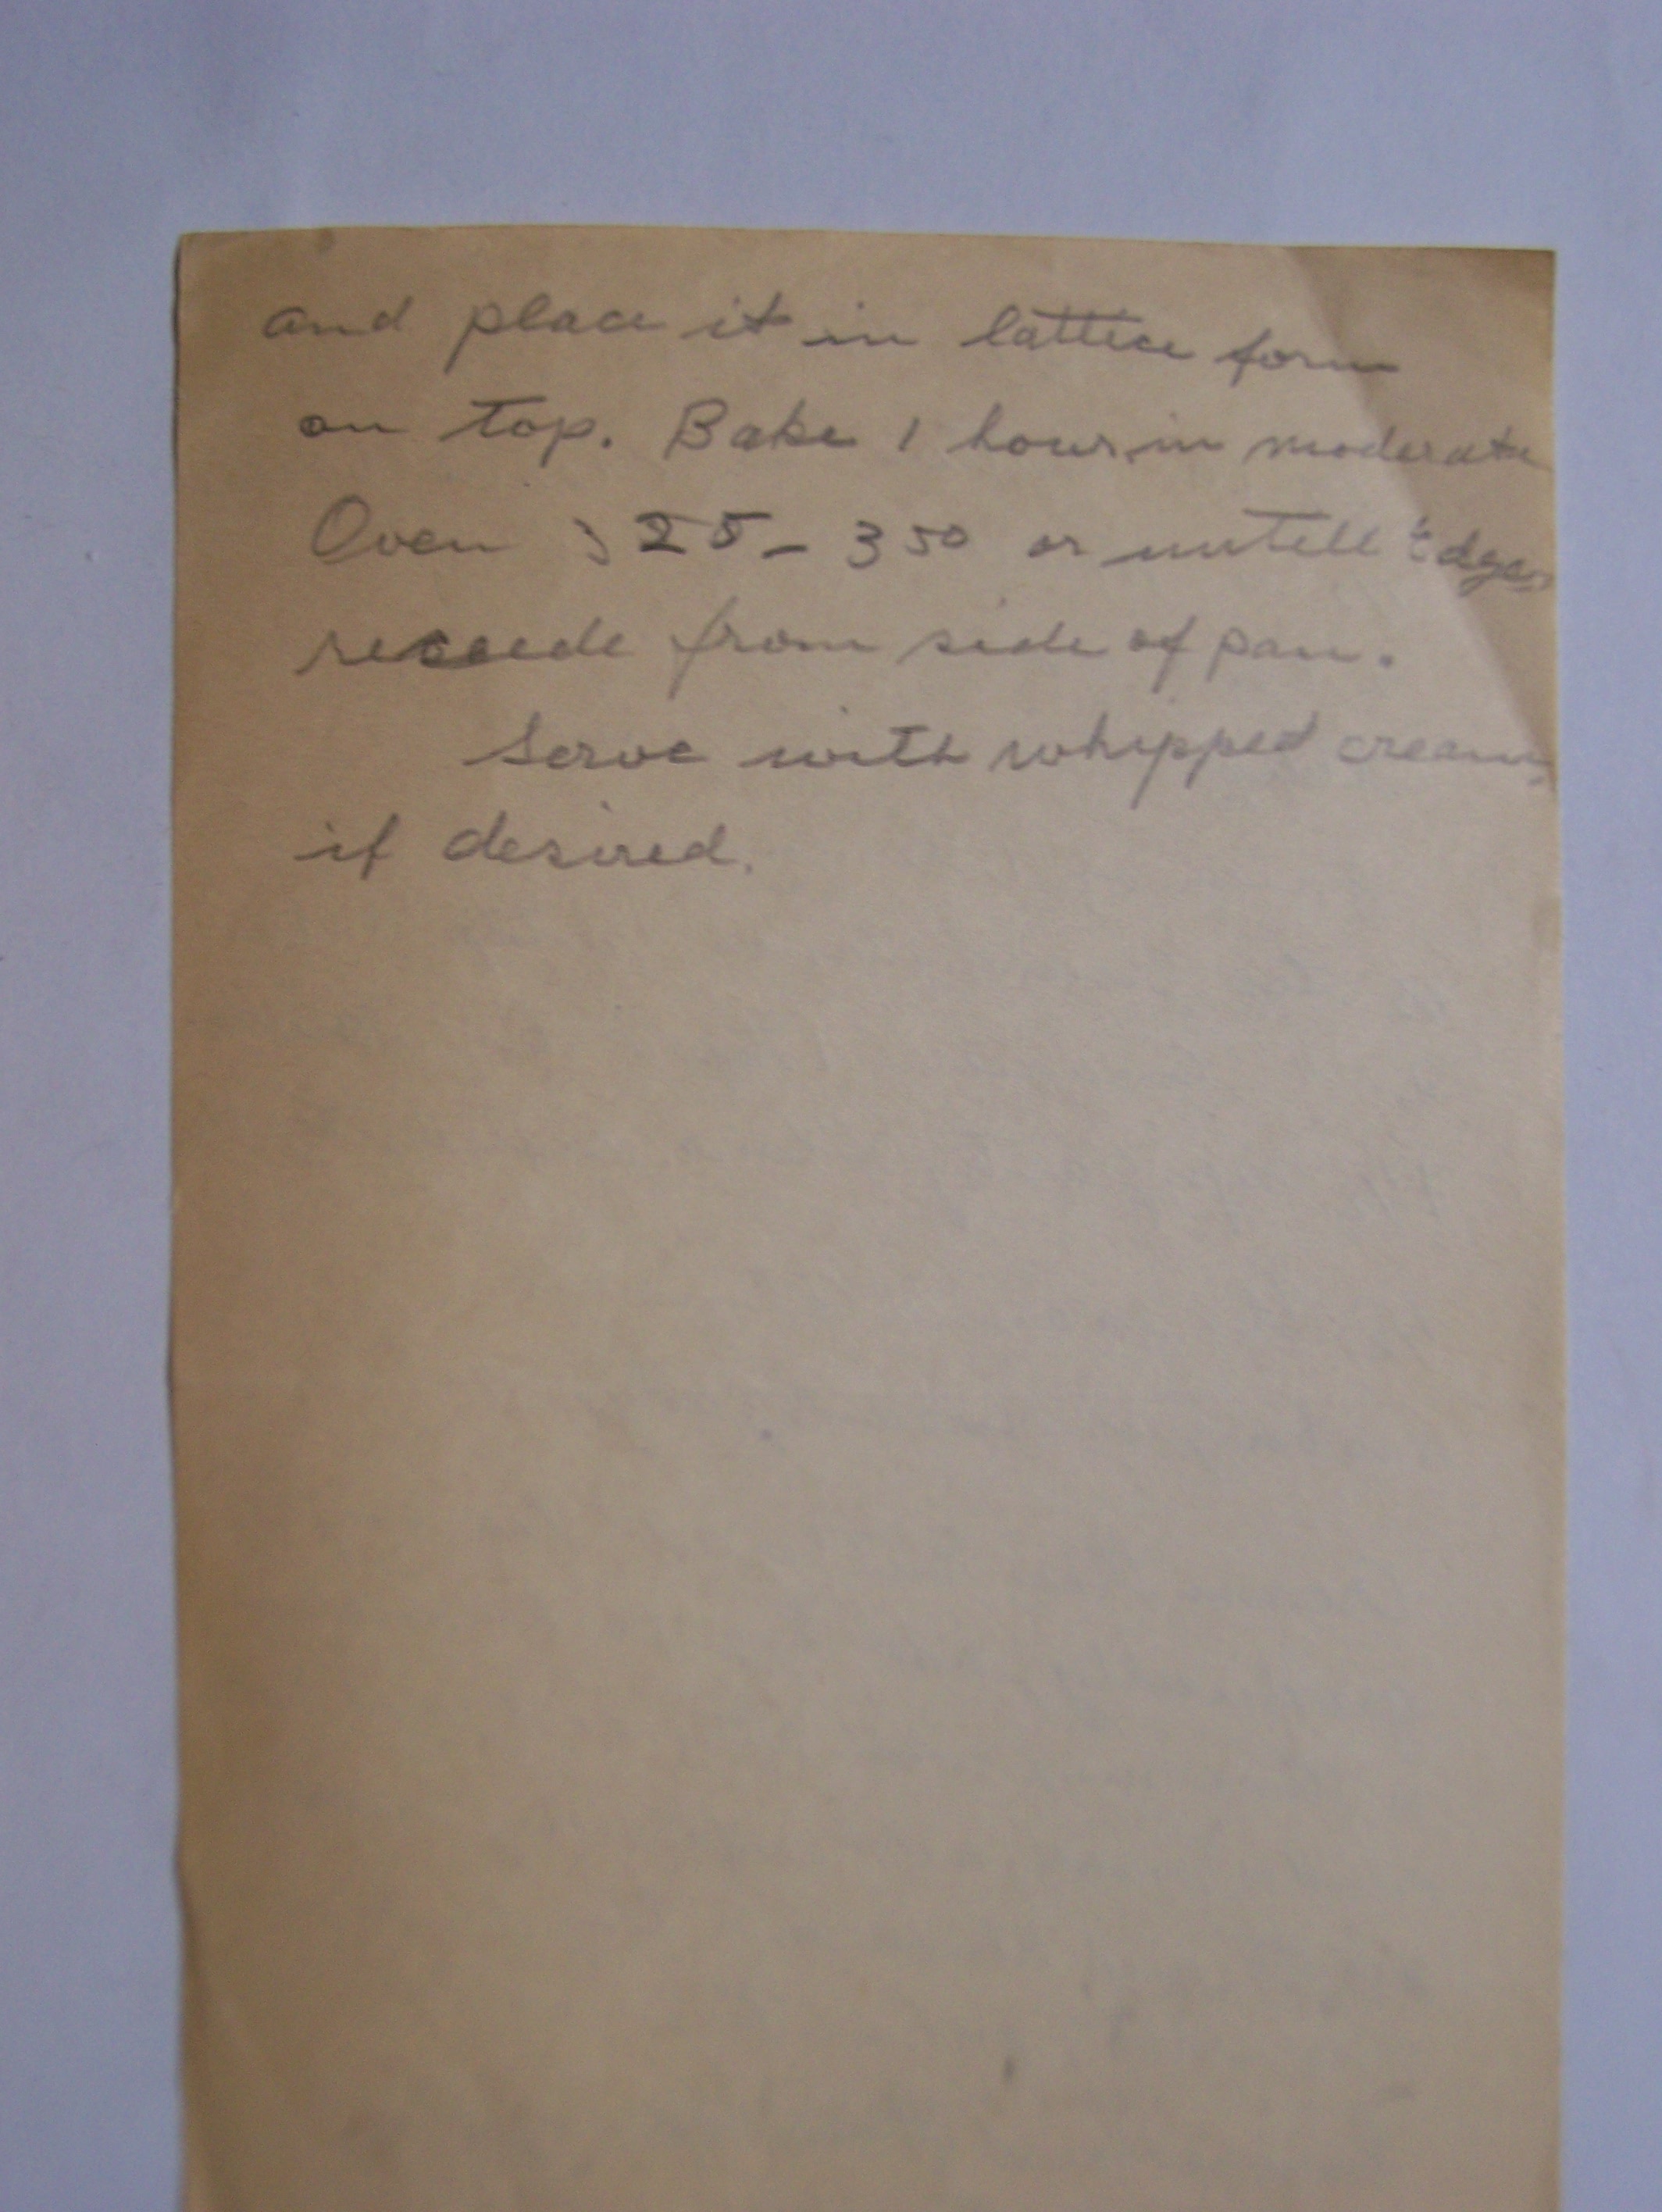 and place it in lattice form
on top. Bake 1 hour in moderate
Oven 325 - 350 or untill Edges
receede from side of pan.
Serve with whipped cream,
if desired.